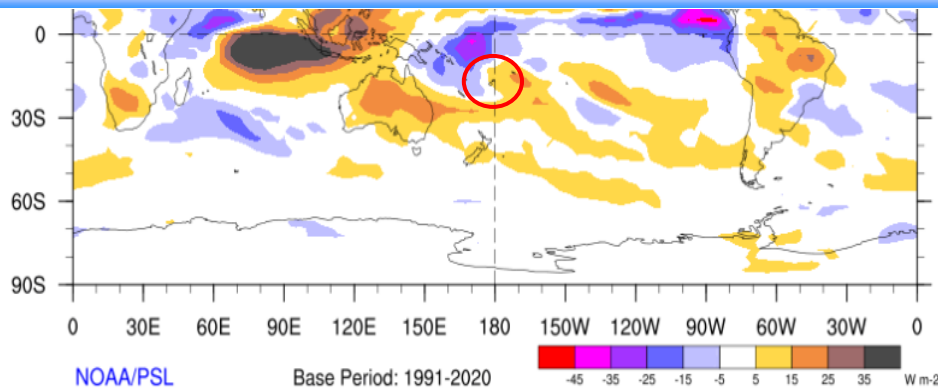 0
30S
60S
90S
0 30E 60E 90E 120E 150E 180 150W 120W 90W 60W 30W 0
-45 -35 -25 -15 -5 5 15 25 35 W m-2
NOAA/PSL Base Period: 1991-2020